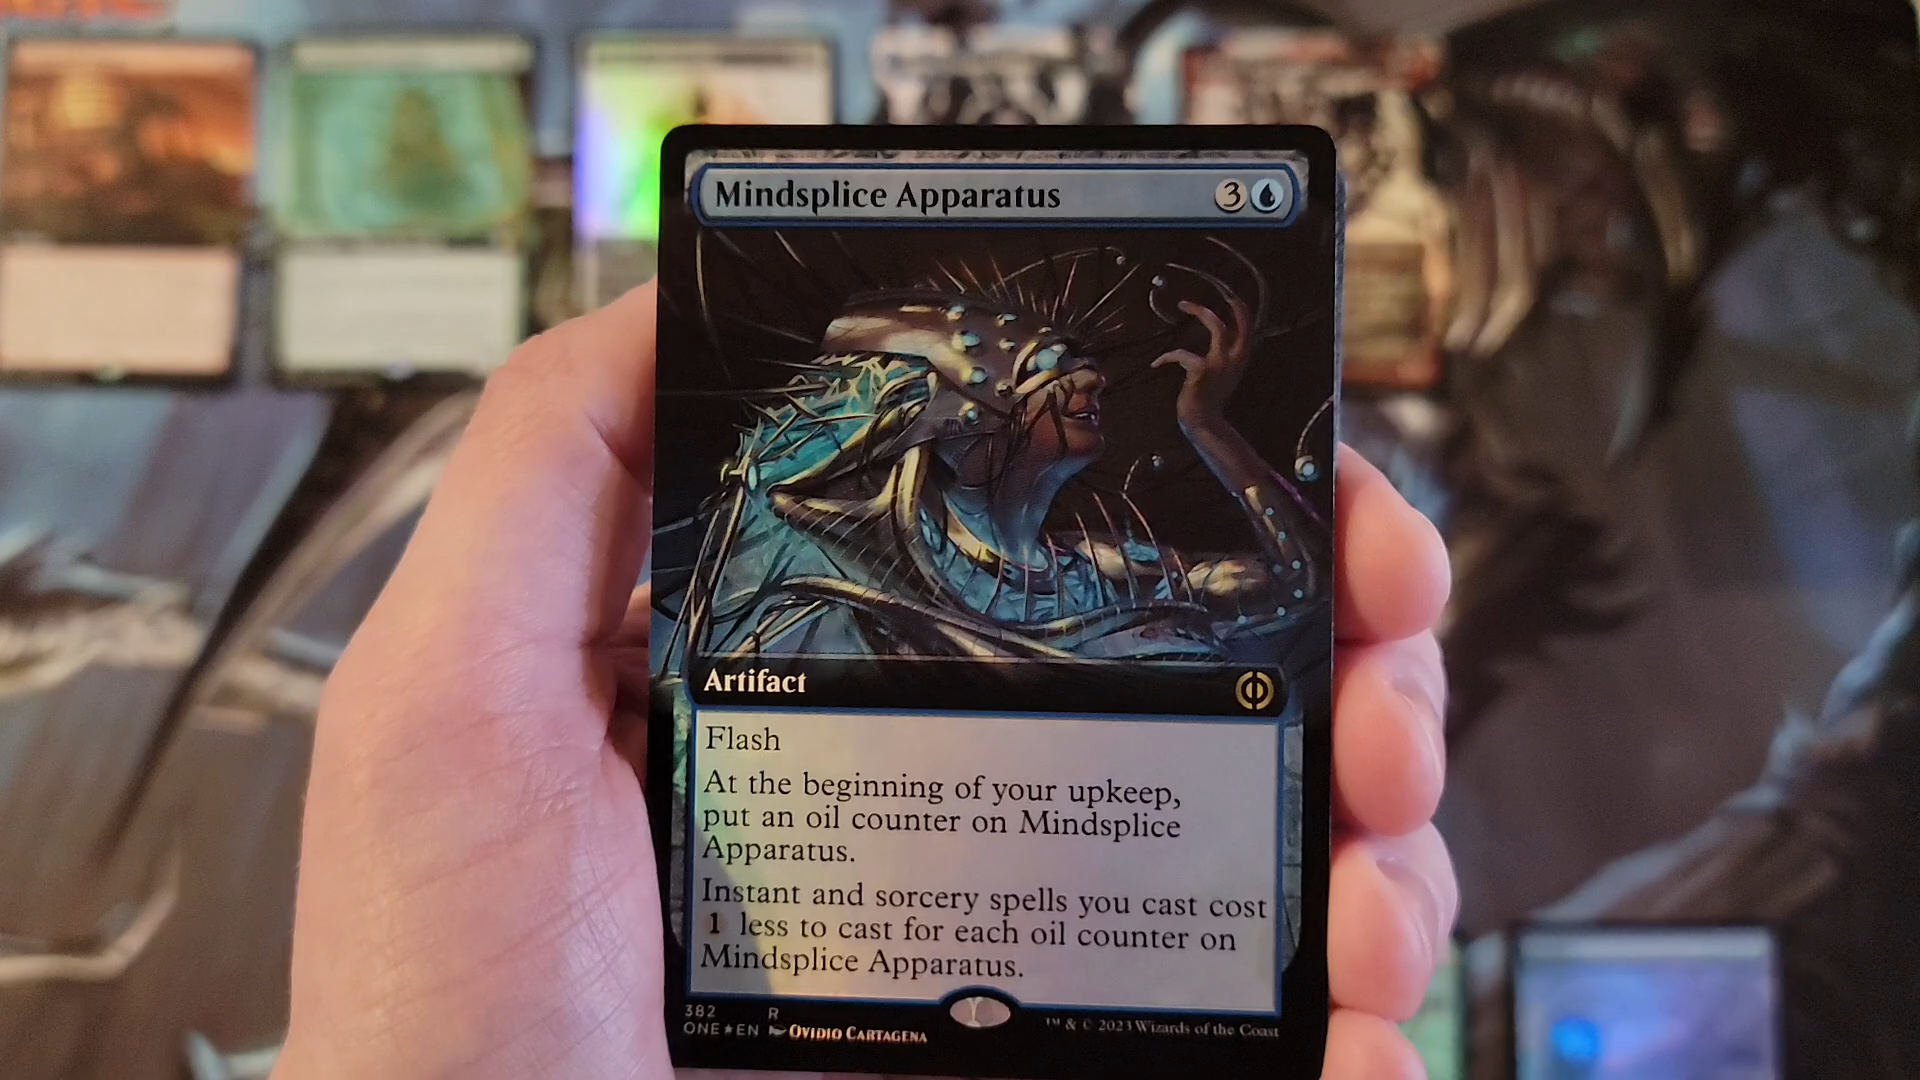 Mindsplice Apparatus 3
Artifact
Flash
At the beginning of your upkeep,
put an oil counter on Mindsplice
Apparatus.
Instant and sorcery spells you cast cost
1 less to cast for each oil counter on
Mindsplice Apparatus.
382 R
ONE★EN Ovidio Cartagena
™ & © 2023 Wizards of the Coast